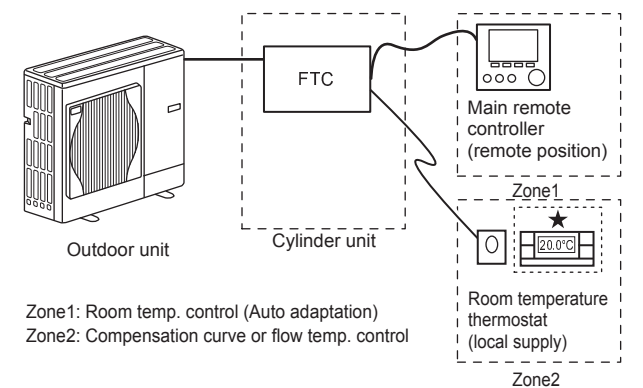 FTC
Main remote
controller
(remote position)
Zone1
Outdoor unit
Cylinder unit
20.0°C
Room temperature
thermostat
(local supply)
Zone2
Zone1: Room temp. control (Auto adaptation)
Zone2: Compensation curve or flow temp. control